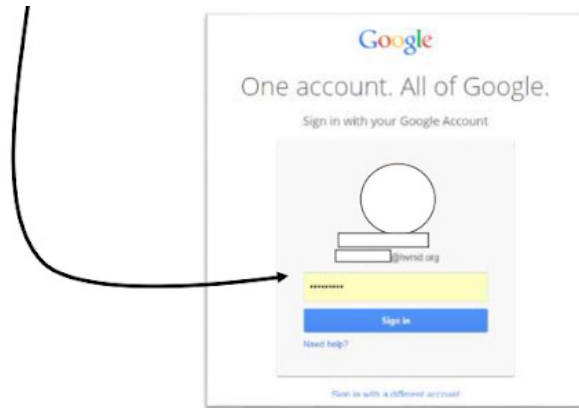 Google
One account. All of Google.
Sign in with your Google Account
@hvrsd.org
•••••••••
Sign in
Need help?
Sign in with a different account